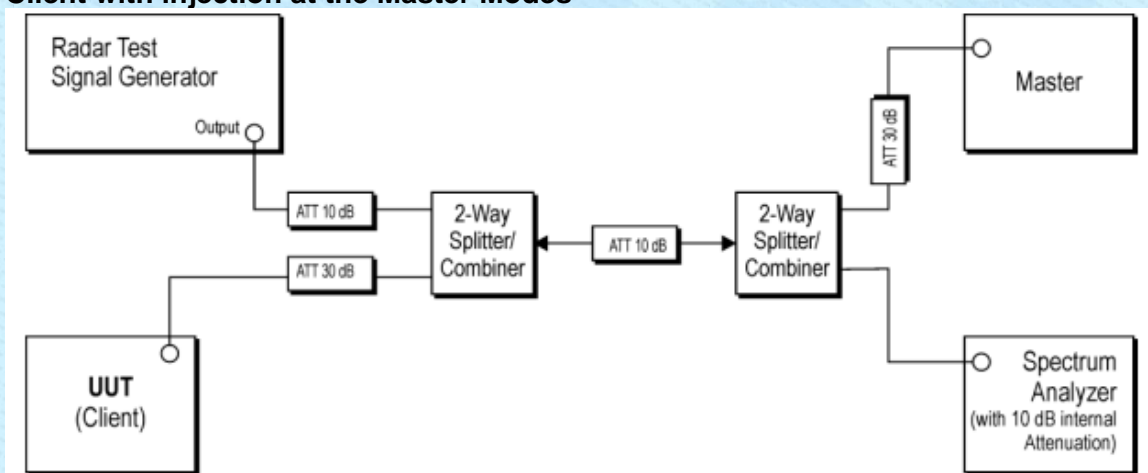 Client with Injection at the Master Modes
Radar Test
Signal Generator
Output
ATT 10 dB
ATT 30 dB
UUT
(Client)
2-Way
Splitter/
Combiner
ATT 10 dB
2-Way
Splitter/
Combiner
ATT 30 dB
Master
Spectrum
Analyzer
(with 10 dB internal
Attenuation)